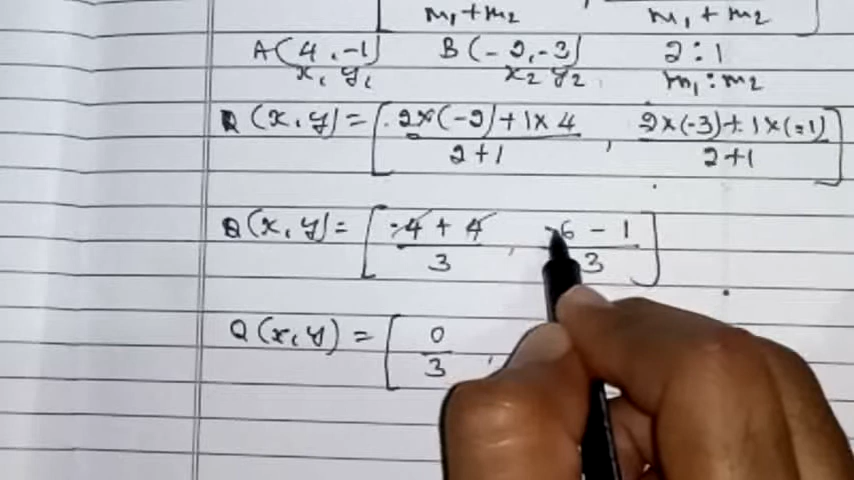 m₁+m₂ , m₁+m₂
A(4,-1) B(-2,-3) 2:1
x₁ y₁ x₂ y₂ m₁:m₂
Q(x,y)=[2×(-2)+1×4 / 2+1 , 2×(-3)+1×(-1) / 2+1]
Q(x,y)=[-4+4 / 3 , -6-1 / 3]
Q(x,y)=[0/3 ,